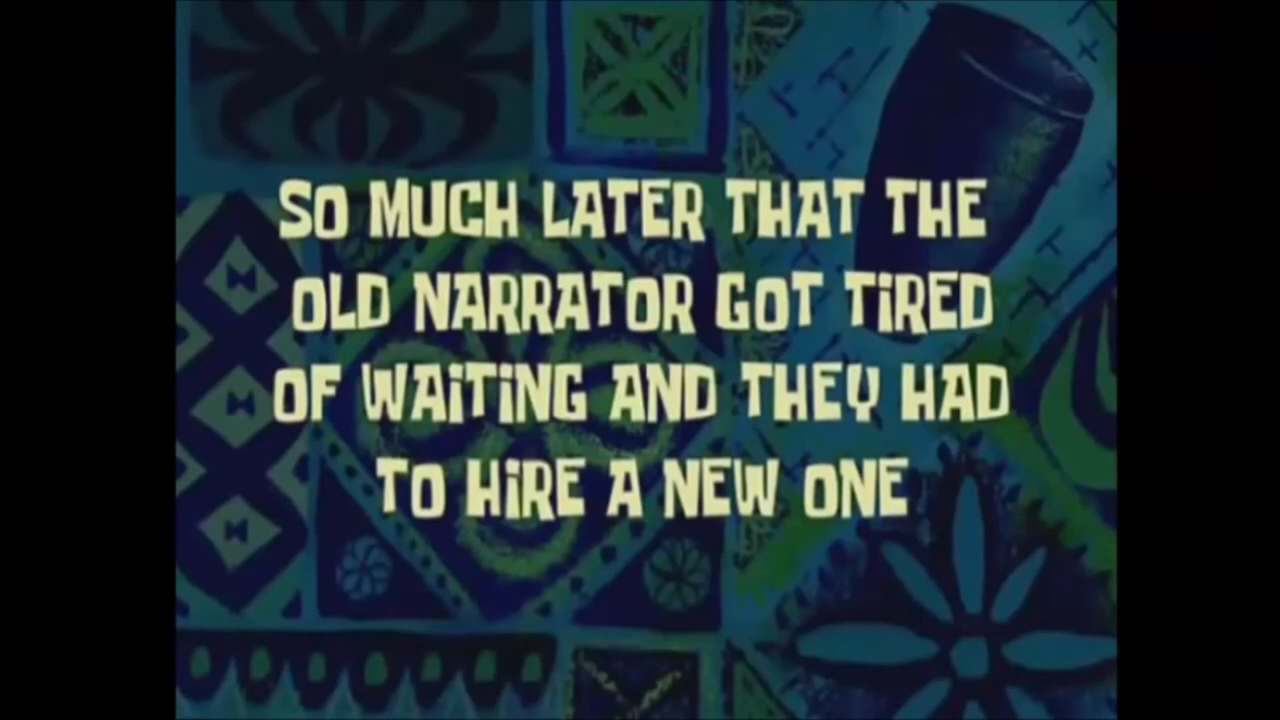 SO MUCH LATER THAT THE
OLD NARRATOR GOT TiRED
OF WAiTiNG AND THEY HAD
TO HiRE A NEW ONE